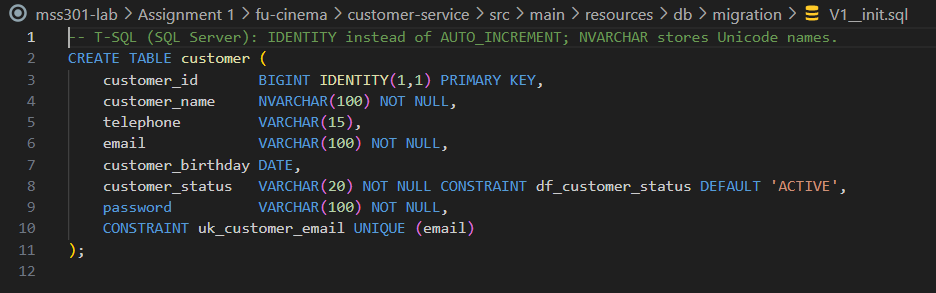 mss301-lab > Assignment 1 > fu-cinema > customer-service > src > main > resources > db > migration > V1__init.sql
1 -- T-SQL (SQL Server): IDENTITY instead of AUTO_INCREMENT; NVARCHAR stores Unicode names.
2 CREATE TABLE customer (
3     customer_id       BIGINT IDENTITY(1,1) PRIMARY KEY,
4     customer_name     NVARCHAR(100) NOT NULL,
5     telephone         VARCHAR(15),
6     email             VARCHAR(100) NOT NULL,
7     customer_birthday DATE,
8     customer_status   VARCHAR(20) NOT NULL CONSTRAINT df_customer_status DEFAULT 'ACTIVE',
9     password          VARCHAR(100) NOT NULL,
10     CONSTRAINT uk_customer_email UNIQUE (email)
11 );
12